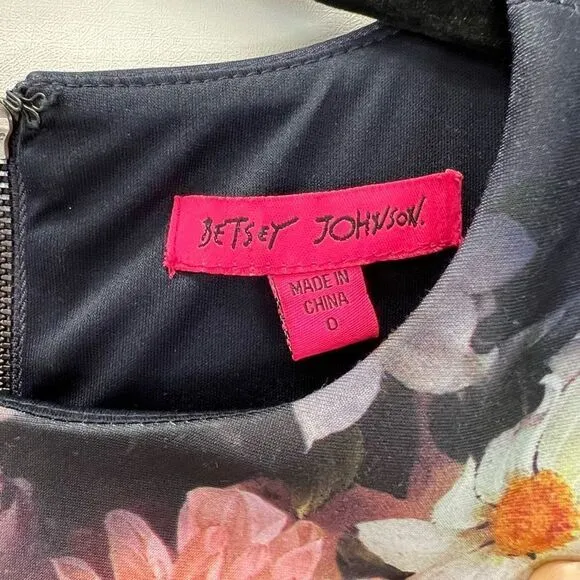 BETSEY JOHNSON.
MADE IN
CHINA
0